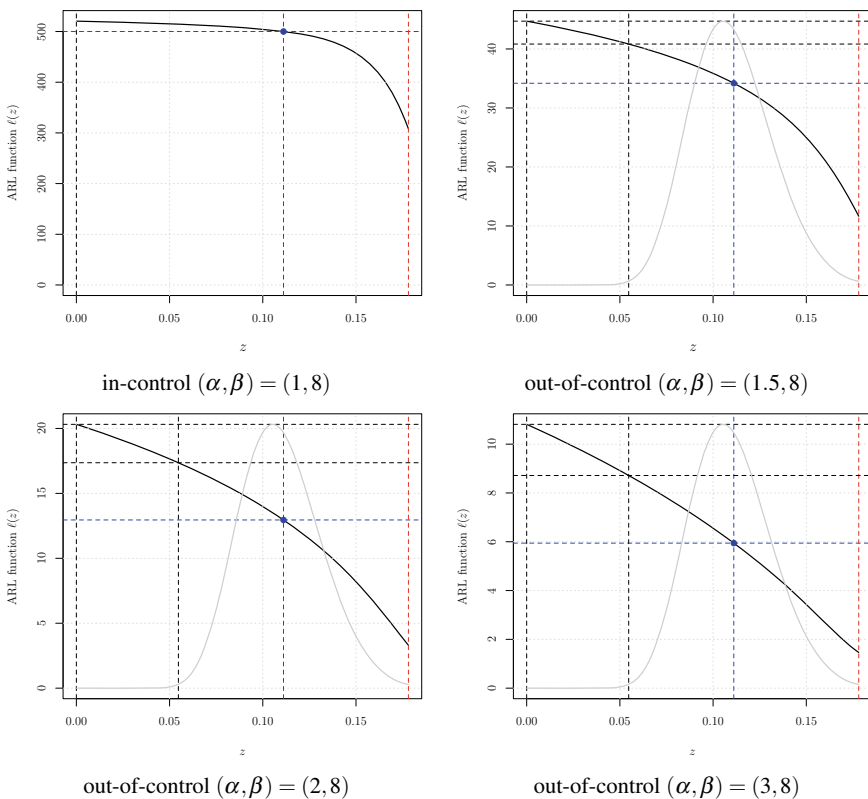 ARL function ℓ(z)
500
400
300
200
100
0
0.00 0.05 0.10 0.15
z
in-control (α,β) = (1,8)
ARL function ℓ(z)
40
30
20
10
0
0.00 0.05 0.10 0.15
z
out-of-control (α,β) = (1.5,8)
ARL function ℓ(z)
20
15
10
5
0
0.00 0.05 0.10 0.15
z
out-of-control (α,β) = (2,8)
ARL function ℓ(z)
10
8
6
4
2
0
0.00 0.05 0.10 0.15
z
out-of-control (α,β) = (3,8)